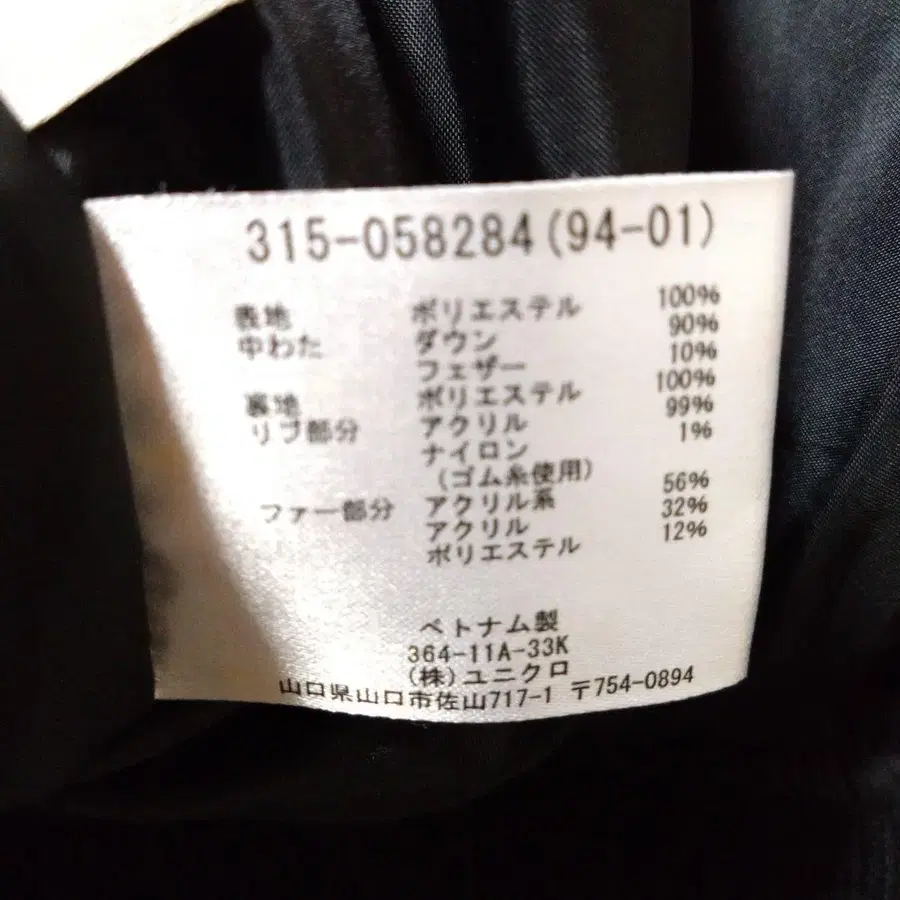 315-058284(94-01)
表地 ポリエステル 100%
中わた ダウン 90%
フェザー 10%
裏地 ポリエステル 100%
リブ部分 アクリル 99%
ナイロン 1%
(ゴム糸使用)
ファー部分 アクリル系 56%
アクリル 32%
ポリエステル 12%
ベトナム製
364-11A-33K
(株)ユニクロ
山口県山口市佐山717-1 〒754-0894